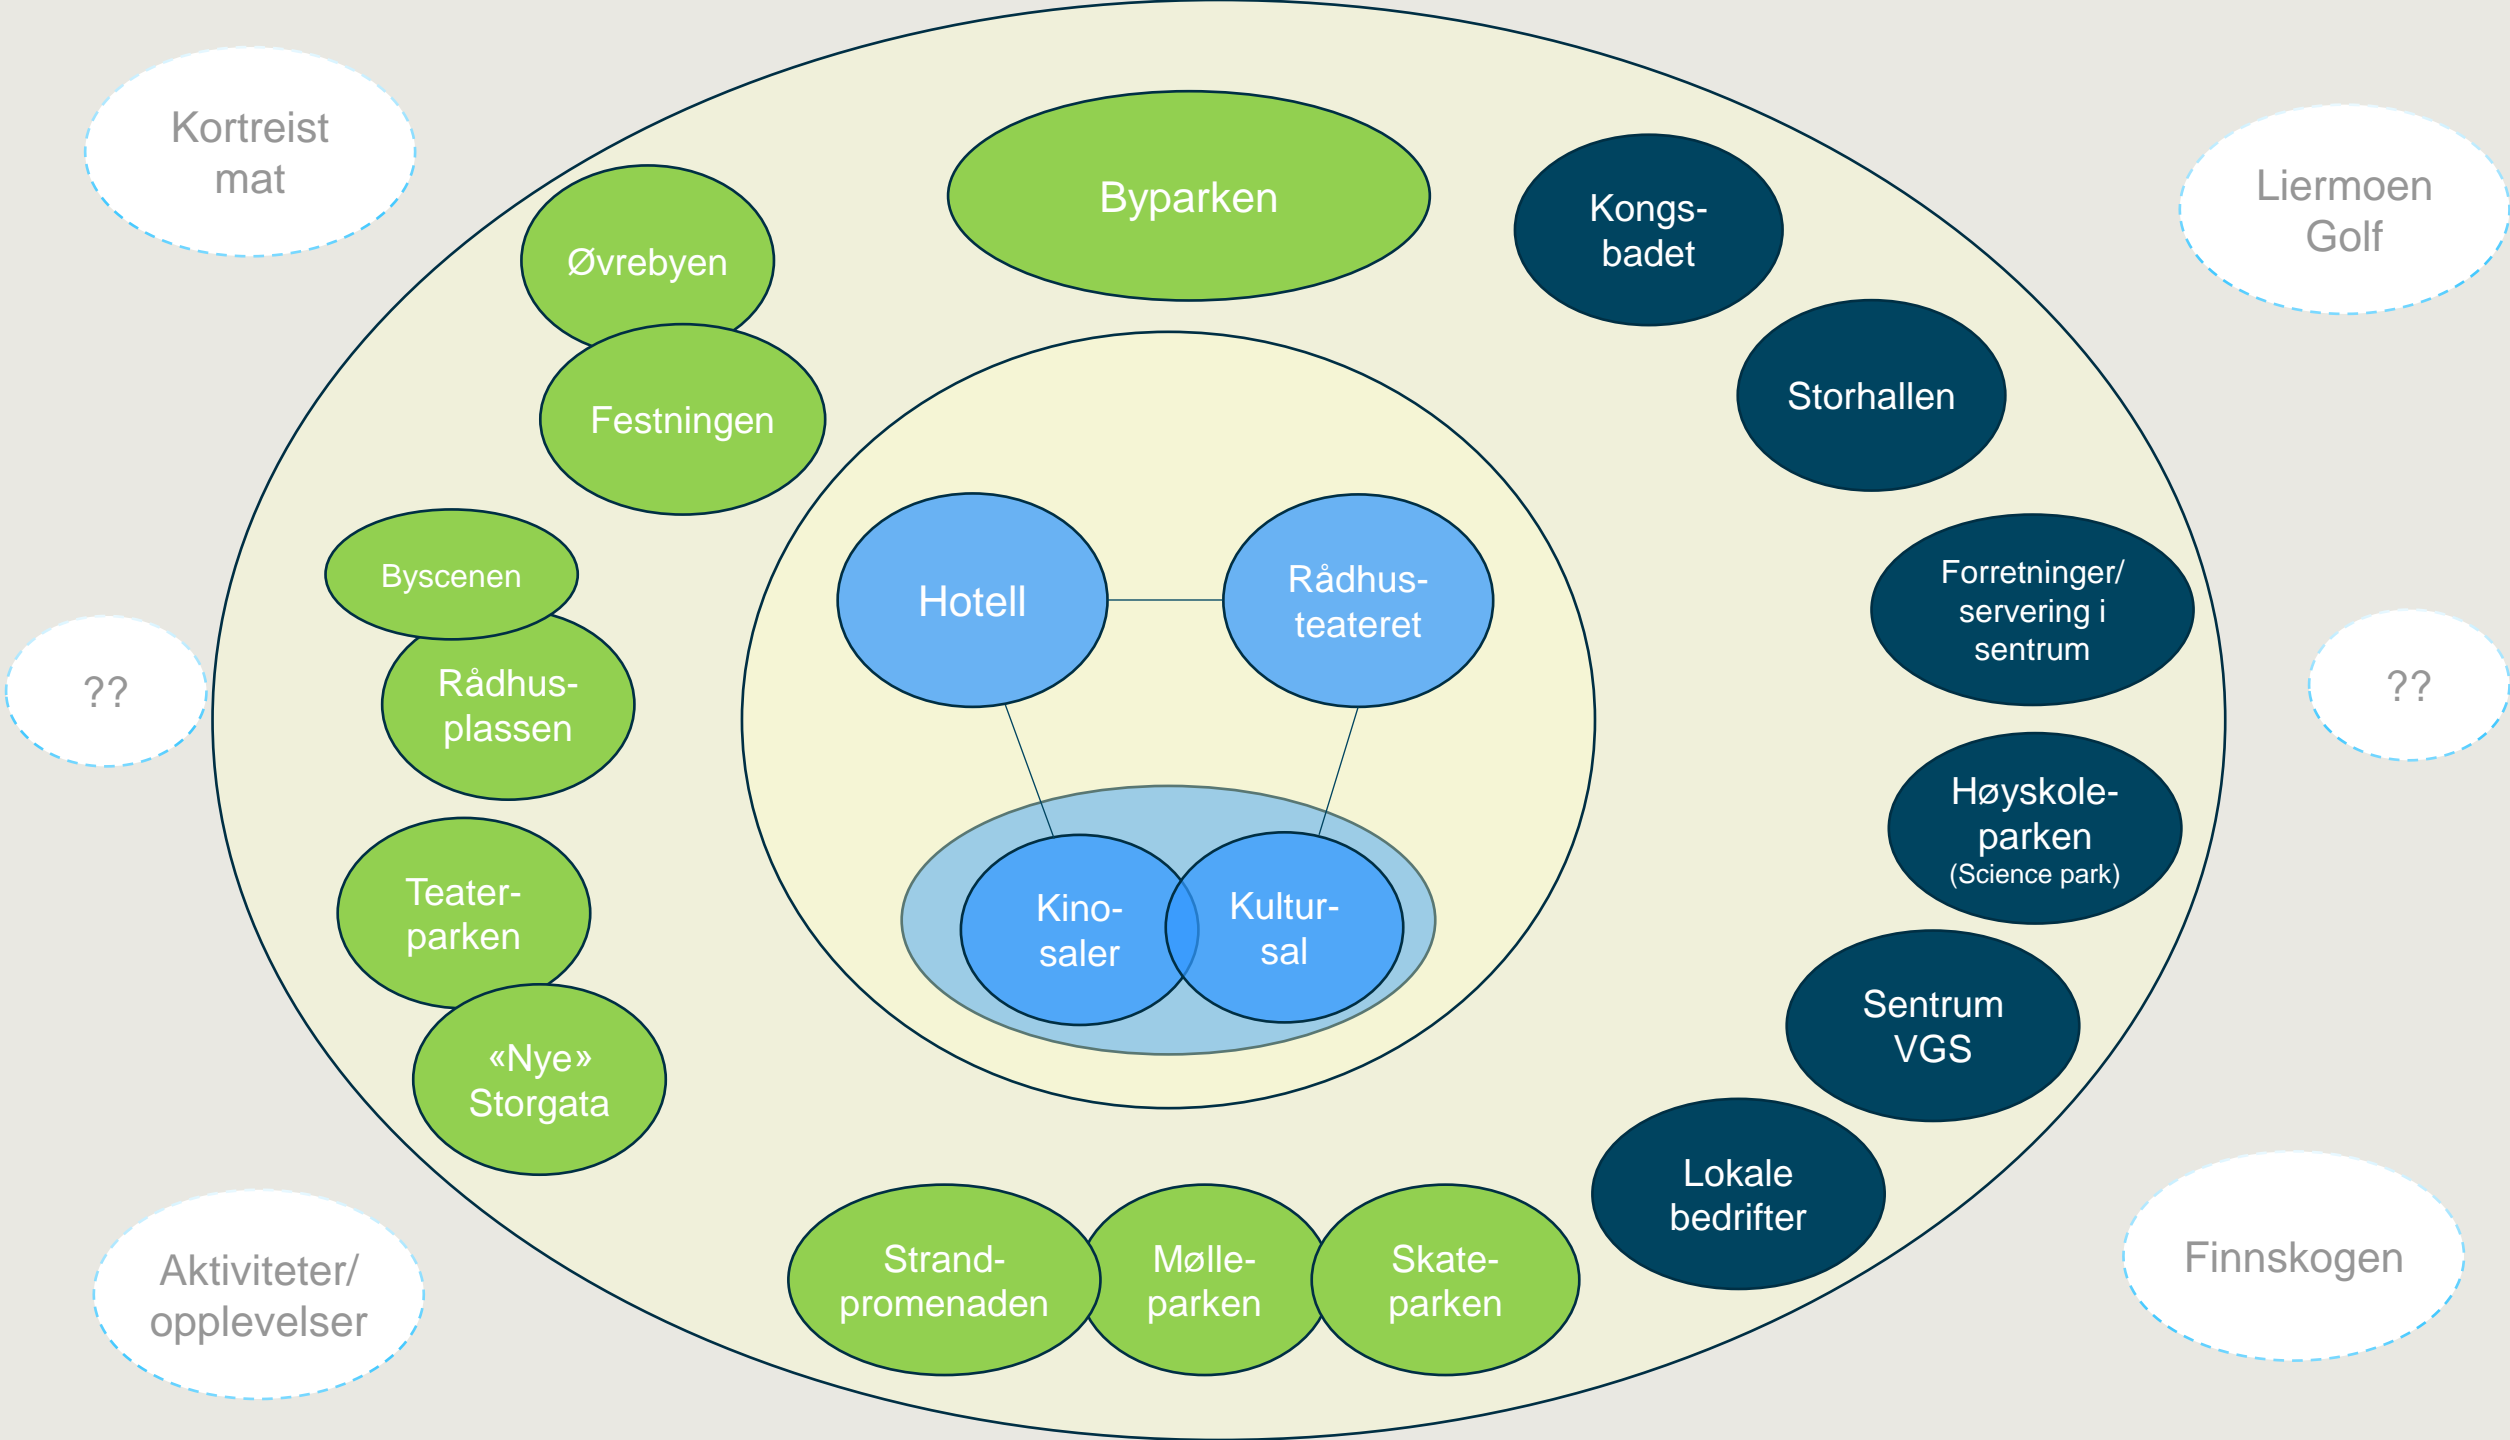 Kortreist
mat
Liermoen
Golf
Byparken
Kongs-
badet
Øvrebyen
Festningen
Storhallen
Byscenen
Rådhus-
plassen
Hotell
Rådhus-
teateret
Forretninger/
servering i
sentrum
??
??
Høyskole-
parken
(Science park)
Teater-
parken
Kino-
saler
Kultur-
sal
«Nye»
Storgata
Sentrum
VGS
Lokale
bedrifter
Strand-
promenaden
Mølle-
parken
Skate-
parken
Aktiviteter/
opplevelser
Finnskogen